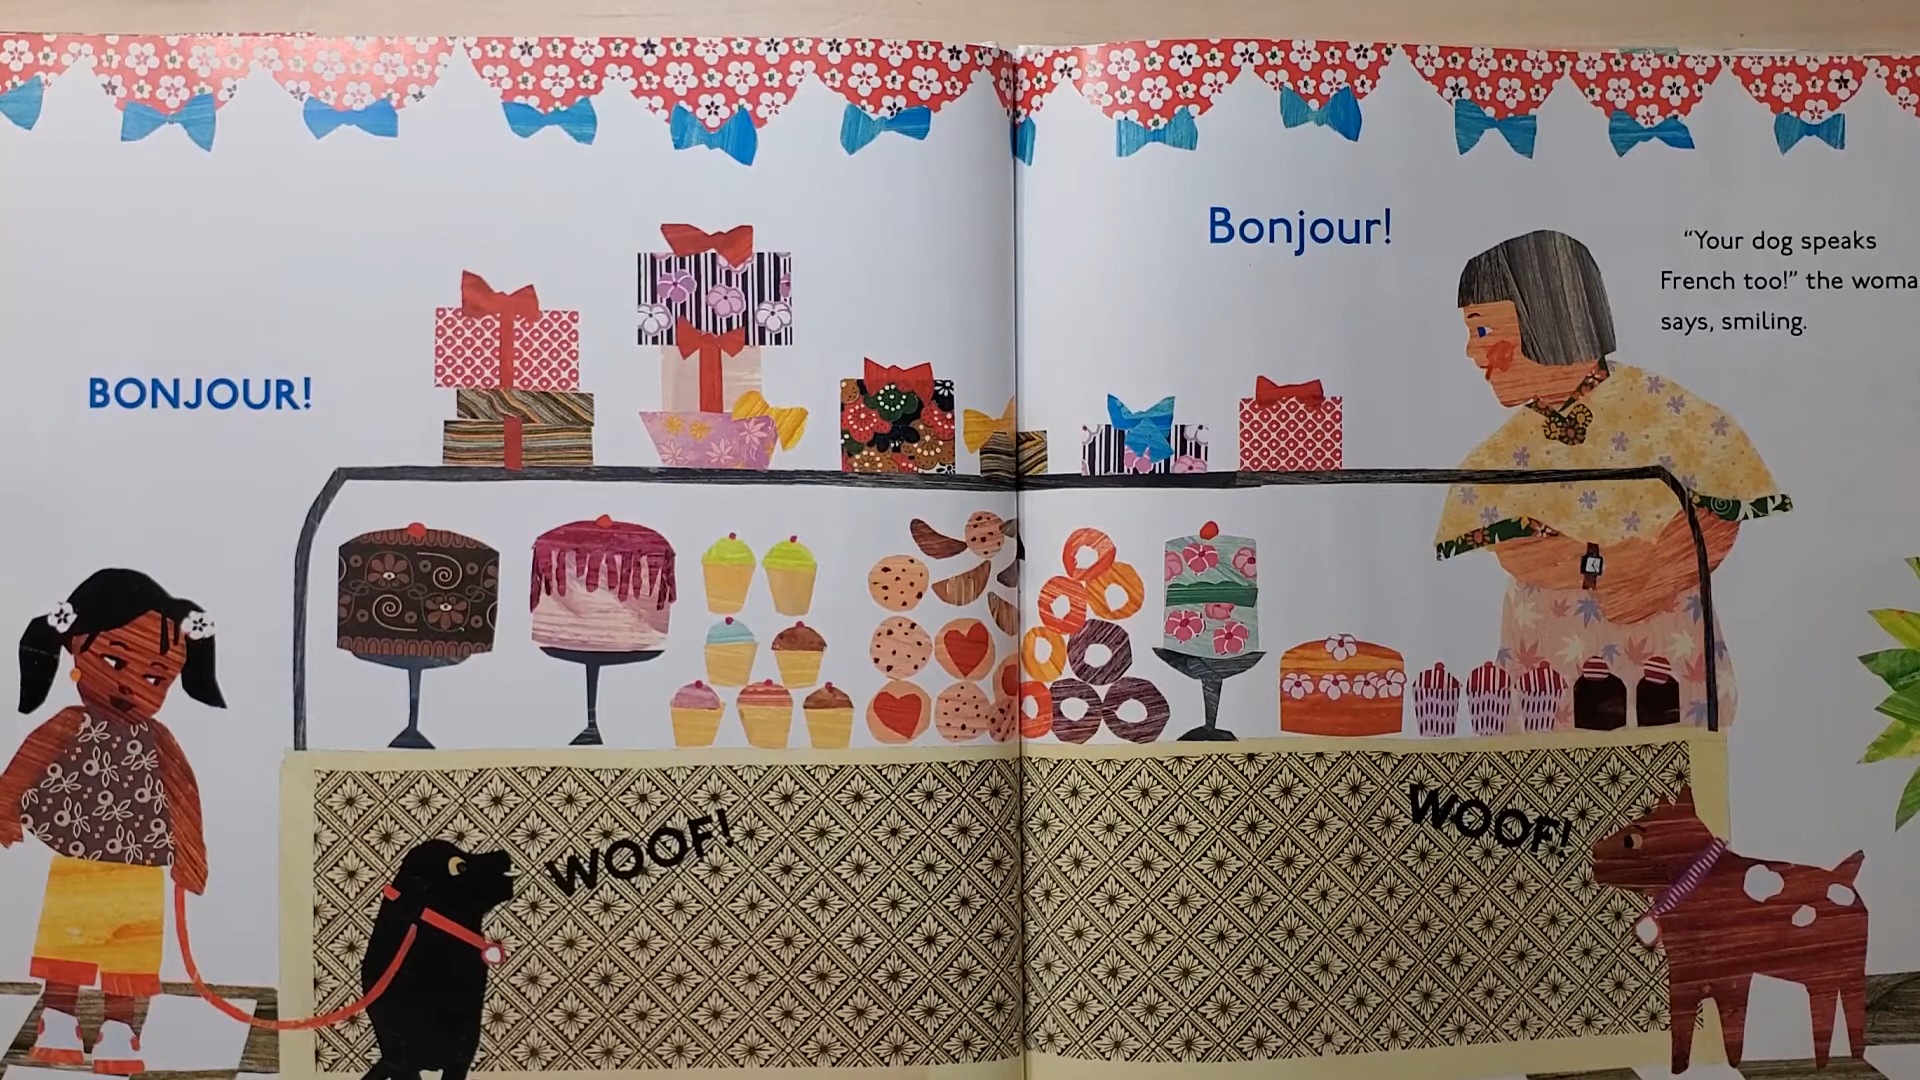 BONJOUR!
WOOF!
Bonjour!
“Your dog speaks
French too!” the woma
says, smiling.
WOOF!